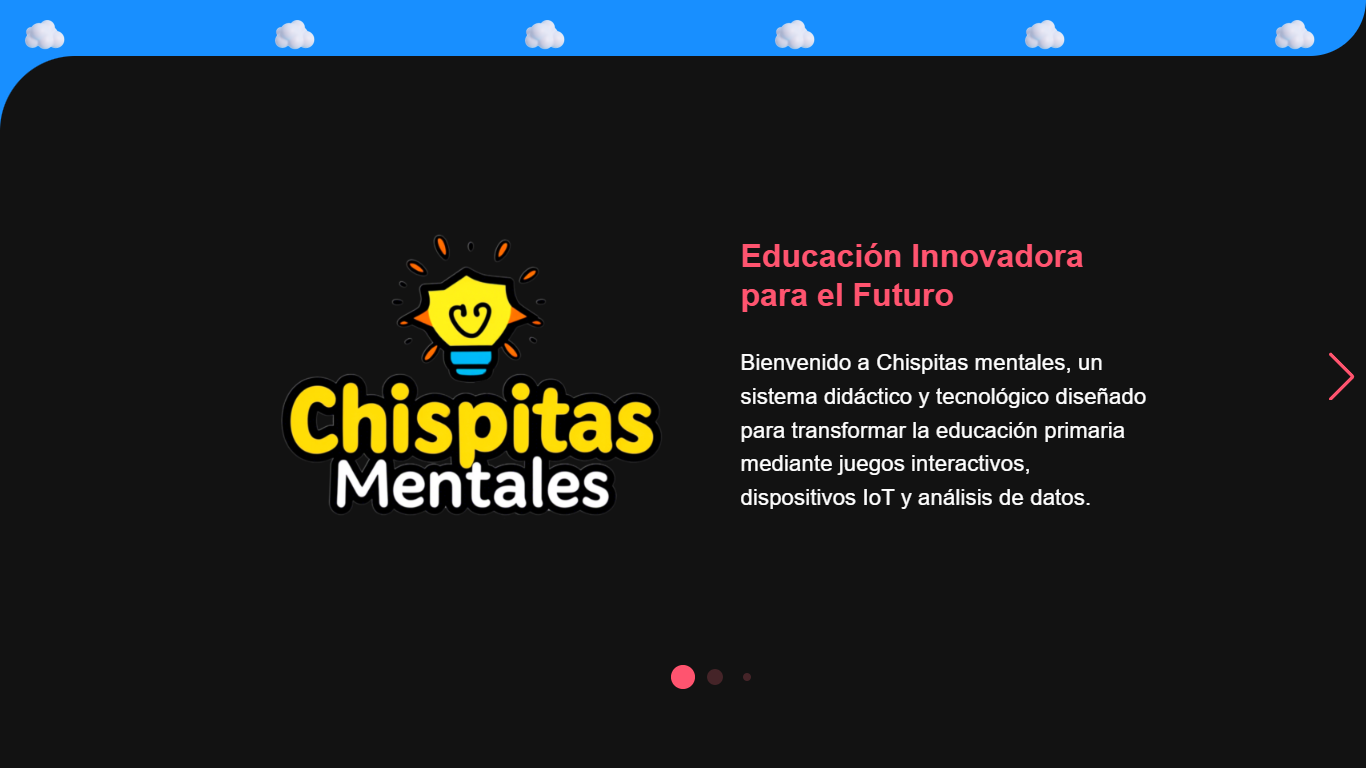 Chispitas
Mentales
Educación Innovadora
para el Futuro
Bienvenido a Chispitas mentales, un
sistema didáctico y tecnológico diseñado
para transformar la educación primaria
mediante juegos interactivos,
dispositivos IoT y análisis de datos.